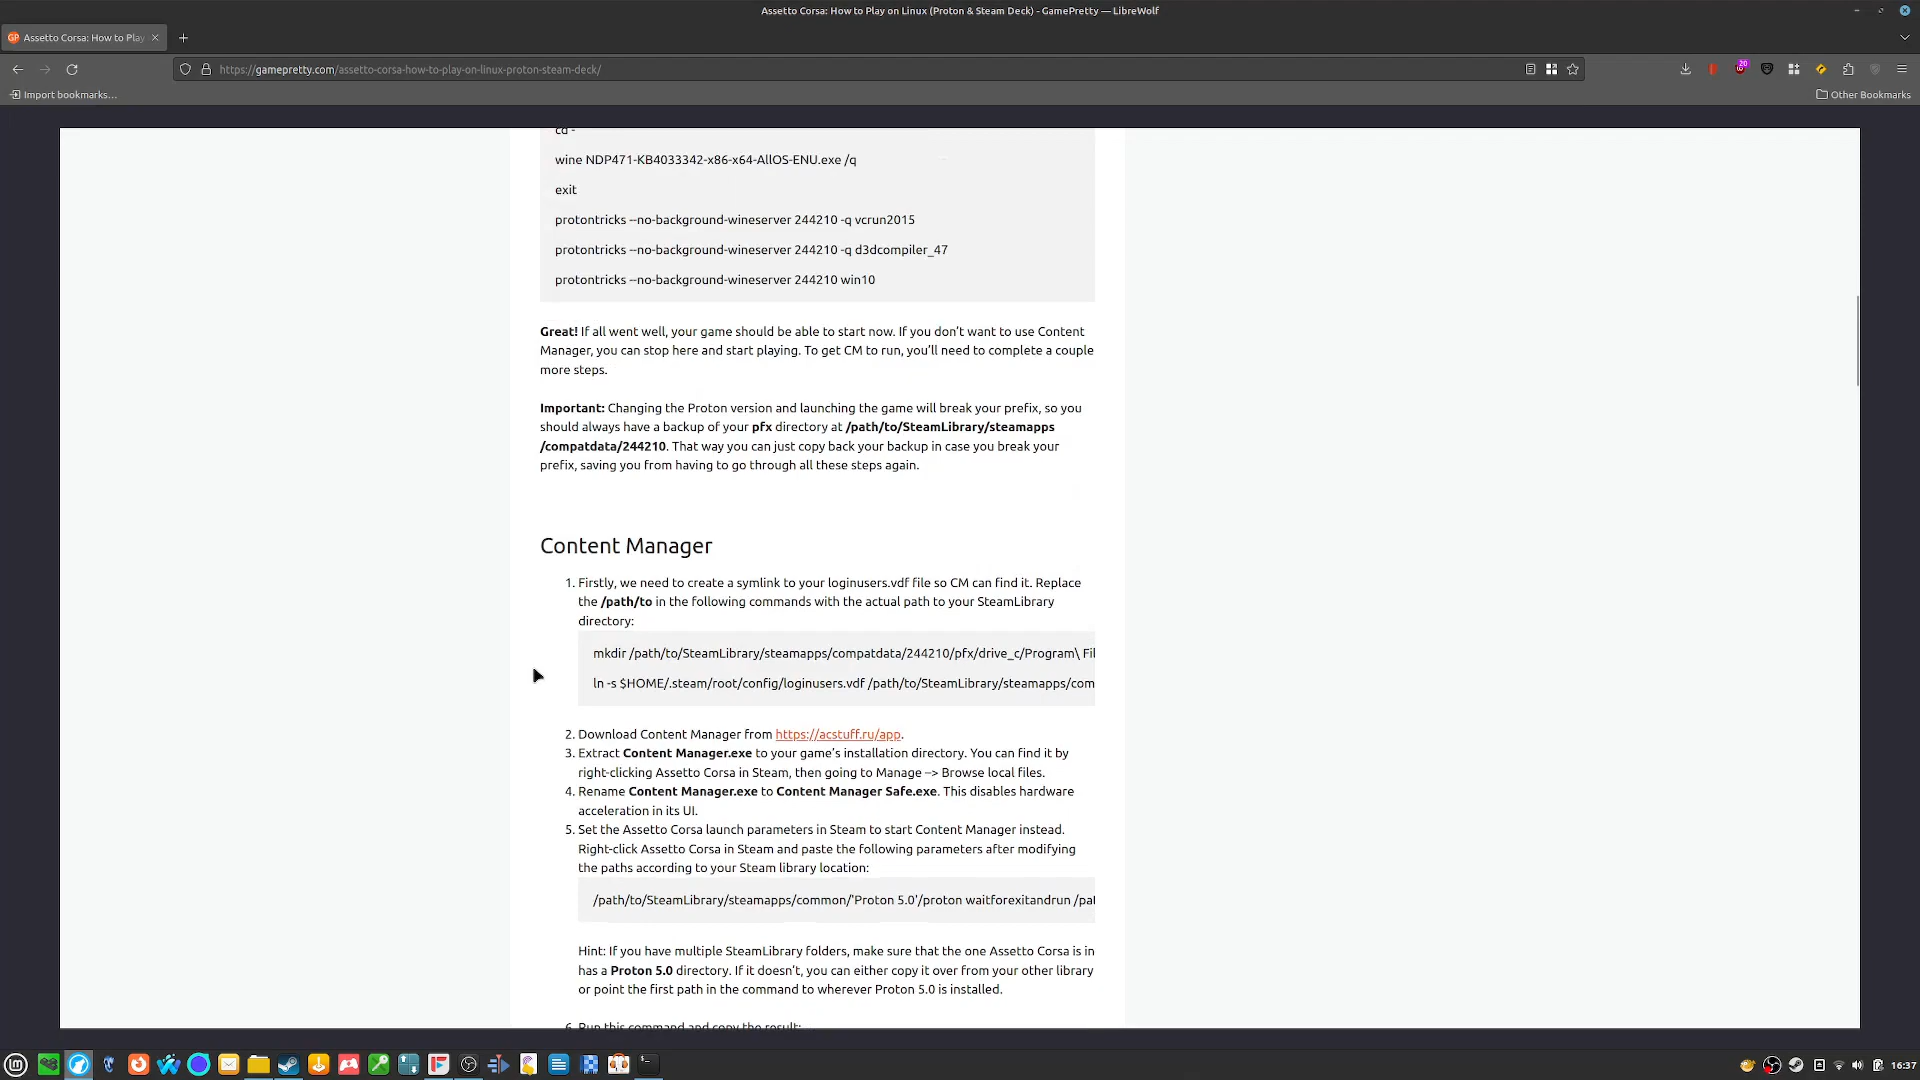 Assetto Corsa: How to Play on Linux (Proton & Steam Deck) - GamePretty — LibreWolf
Assetto Corsa: How to Play
https://gamepretty.com/assetto-corsa-how-to-play-on-linux-proton-steam-deck/
20
Import bookmarks...
Other Bookmarks
cd -
wine NDP471-KB4033342-x86-x64-AllOS-ENU.exe /q
exit
protontricks --no-background-wineserver 244210 -q vcrun2015
protontricks --no-background-wineserver 244210 -q d3dcompiler_47
protontricks --no-background-wineserver 244210 win10
Great! If all went well, your game should be able to start now. If you don't want to use Content
Manager, you can stop here and start playing. To get CM to run, you'll need to complete a couple
more steps.
Important: Changing the Proton version and launching the game will break your prefix, so you
should always have a backup of your pfx directory at /path/to/SteamLibrary/steamapps
/compatdata/244210. That way you can just copy back your backup in case you break your
prefix, saving you from having to go through all these steps again.
Content Manager
1. Firstly, we need to create a symlink to your loginusers.vdf file so CM can find it. Replace
the /path/to in the following commands with the actual path to your SteamLibrary
directory:
mkdir /path/to/SteamLibrary/steamapps/compatdata/244210/pfx/drive_c/Program\ Fil
ln -s $HOME/.steam/root/config/loginusers.vdf /path/to/SteamLibrary/steamapps/com
2. Download Content Manager from https://acstuff.ru/app.
3. Extract Content Manager.exe to your game's installation directory. You can find it by
right-clicking Assetto Corsa in Steam, then going to Manage –> Browse local files.
4. Rename Content Manager.exe to Content Manager Safe.exe. This disables hardware
acceleration in its UI.
5. Set the Assetto Corsa launch parameters in Steam to start Content Manager instead.
Right-click Assetto Corsa in Steam and paste the following parameters after modifying
the paths according to your Steam library location:
/path/to/SteamLibrary/steamapps/common/'Proton 5.0'/proton waitforexitandrun /pat
Hint: If you have multiple SteamLibrary folders, make sure that the one Assetto Corsa is in
has a Proton 5.0 directory. If it doesn't, you can either copy it over from your other library
or point the first path in the command to wherever Proton 5.0 is installed.
6. Run this command and copy the result:
16:37